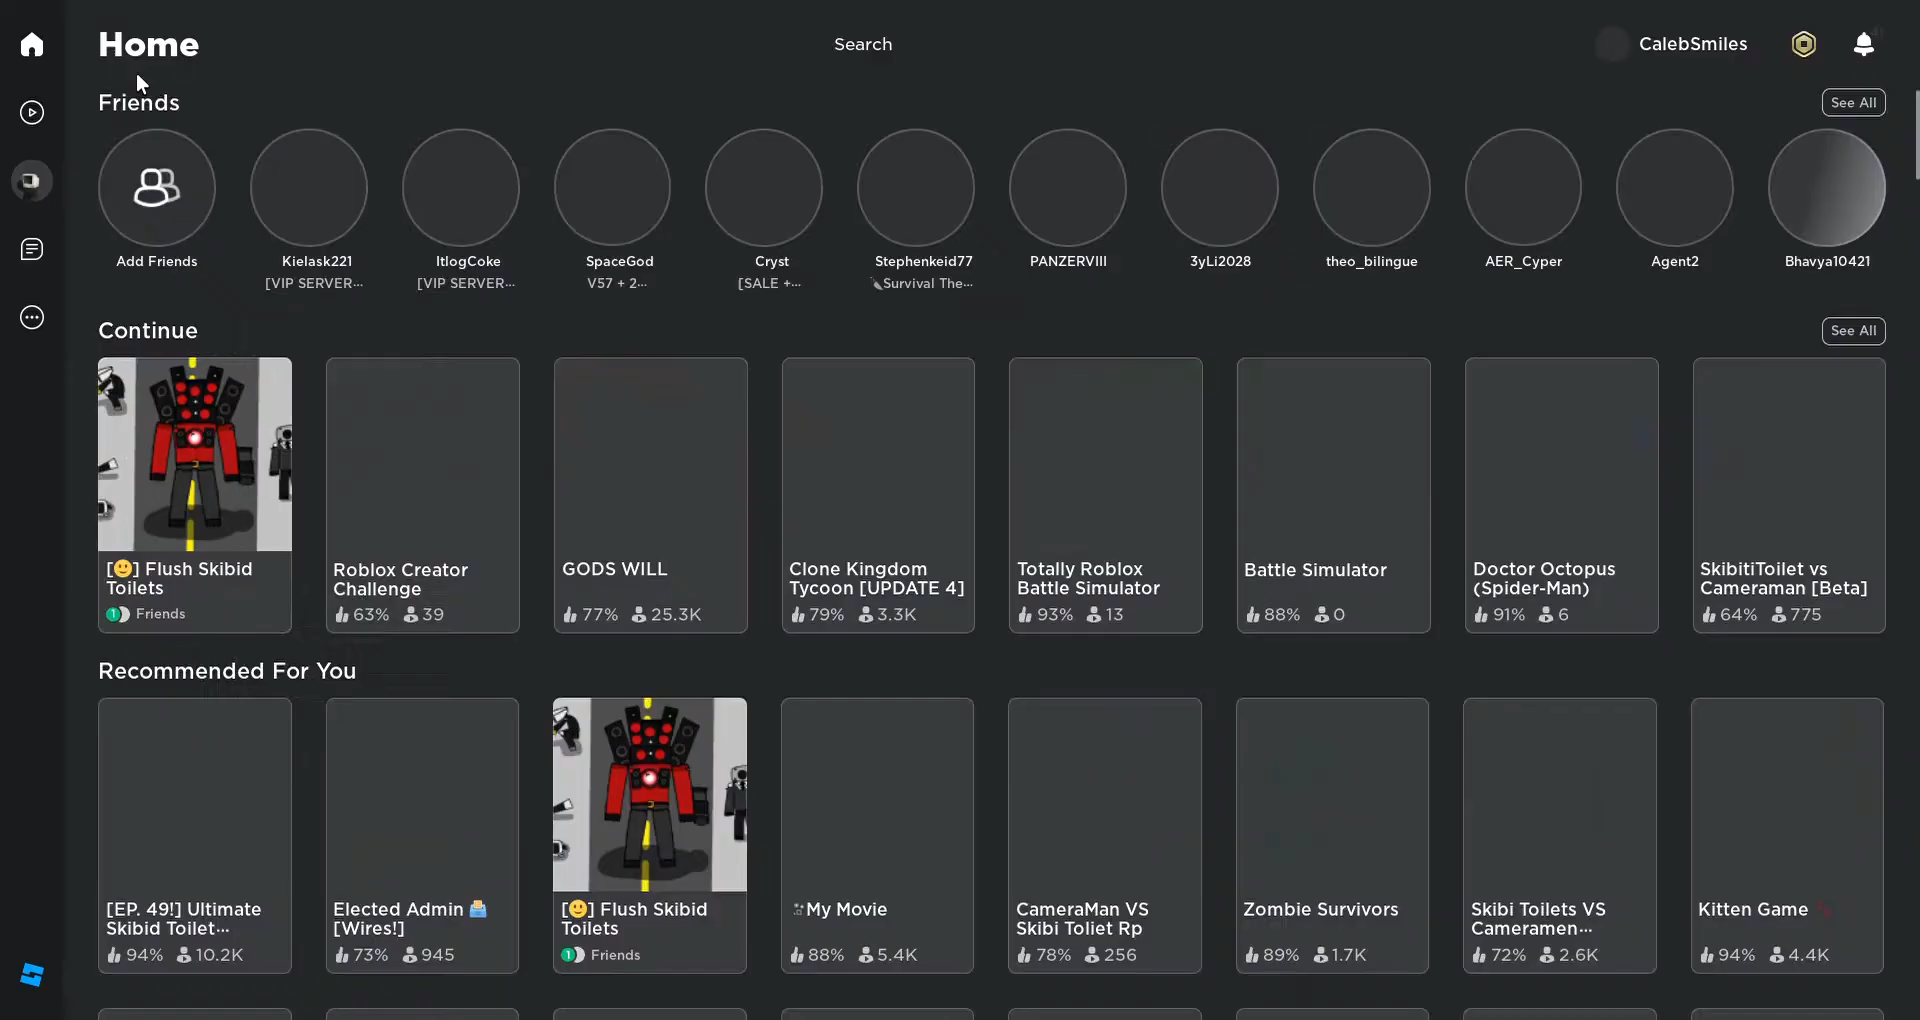 Home
Search
CalebSmiles
Friends
See All
Add Friends
Kielask221
[VIP SERVER...
ItlogCoke
[VIP SERVER...
SpaceGod
V57 + 2...
Cryst
[SALE +...
Stephenkeid77
🔪Survival The...
PANZERVIII
3yLi2028
theo_bilingue
AER_Cyper
Agent2
Bhavya10421
Continue
See All
[🙂] Flush Skibid
Toilets
1 Friends
Roblox Creator
Challenge
63% 39
GODS WILL
77% 25.3K
Clone Kingdom
Tycoon [UPDATE 4]
79% 3.3K
Totally Roblox
Battle Simulator
93% 13
Battle Simulator
88% 0
Doctor Octopus
(Spider-Man)
91% 6
SkibitiToilet vs
Cameraman [Beta]
64% 775
Recommended For You
[EP. 49!] Ultimate
Skibid Toilet...
94% 10.2K
Elected Admin 🗳️
[Wires!]
73% 945
[🙂] Flush Skibid
Toilets
1 Friends
My Movie
88% 5.4K
CameraMan VS
Skibi Toliet Rp
78% 256
Zombie Survivors
89% 1.7K
Skibi Toilets VS
Cameramen...
72% 2.6K
Kitten Game
94% 4.4K